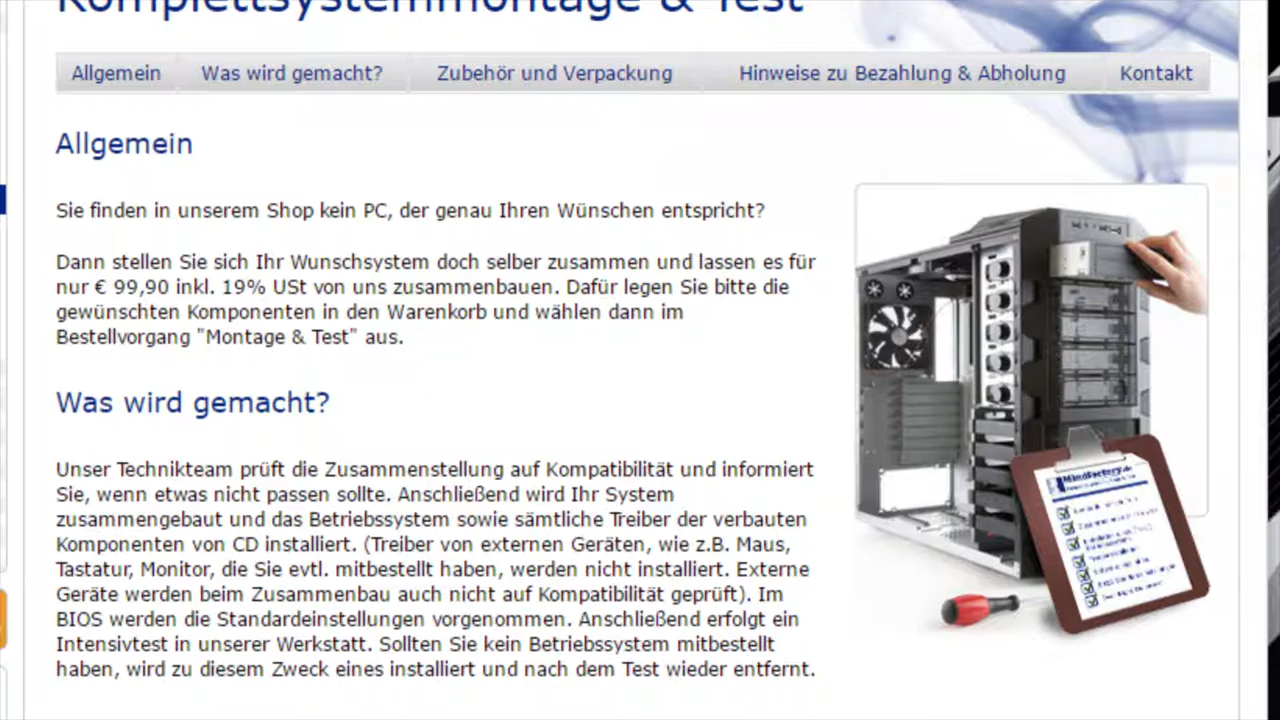 Komplettsystemmontage & Test
Allgemein
Was wird gemacht?
Zubehör und Verpackung
Hinweise zu Bezahlung & Abholung
Kontakt
Allgemein
Sie finden in unserem Shop kein PC, der genau Ihren Wünschen entspricht?
Dann stellen Sie sich Ihr Wunschsystem doch selber zusammen und lassen es für
nur € 99,90 inkl. 19% USt von uns zusammenbauen. Dafür legen Sie bitte die
gewünschten Komponenten in den Warenkorb und wählen dann im
Bestellvorgang "Montage & Test" aus.
Was wird gemacht?
Unser Technikteam prüft die Zusammenstellung auf Kompatibilität und informiert
Sie, wenn etwas nicht passen sollte. Anschließend wird Ihr System
zusammengebaut und das Betriebssystem sowie sämtliche Treiber der verbauten
Komponenten von CD installiert. (Treiber von externen Geräten, wie z.B. Maus,
Tastatur, Monitor, die Sie evtl. mitbestellt haben, werden nicht installiert. Externe
Geräte werden beim Zusammenbau auch nicht auf Kompatibilität geprüft). Im
BIOS werden die Standardeinstellungen vorgenommen. Anschließend erfolgt ein
Intensivtest in unserer Werkstatt. Sollten Sie kein Betriebssystem mitbestellt
haben, wird zu diesem Zweck eines installiert und nach dem Test wieder entfernt.
Mindfactory.de